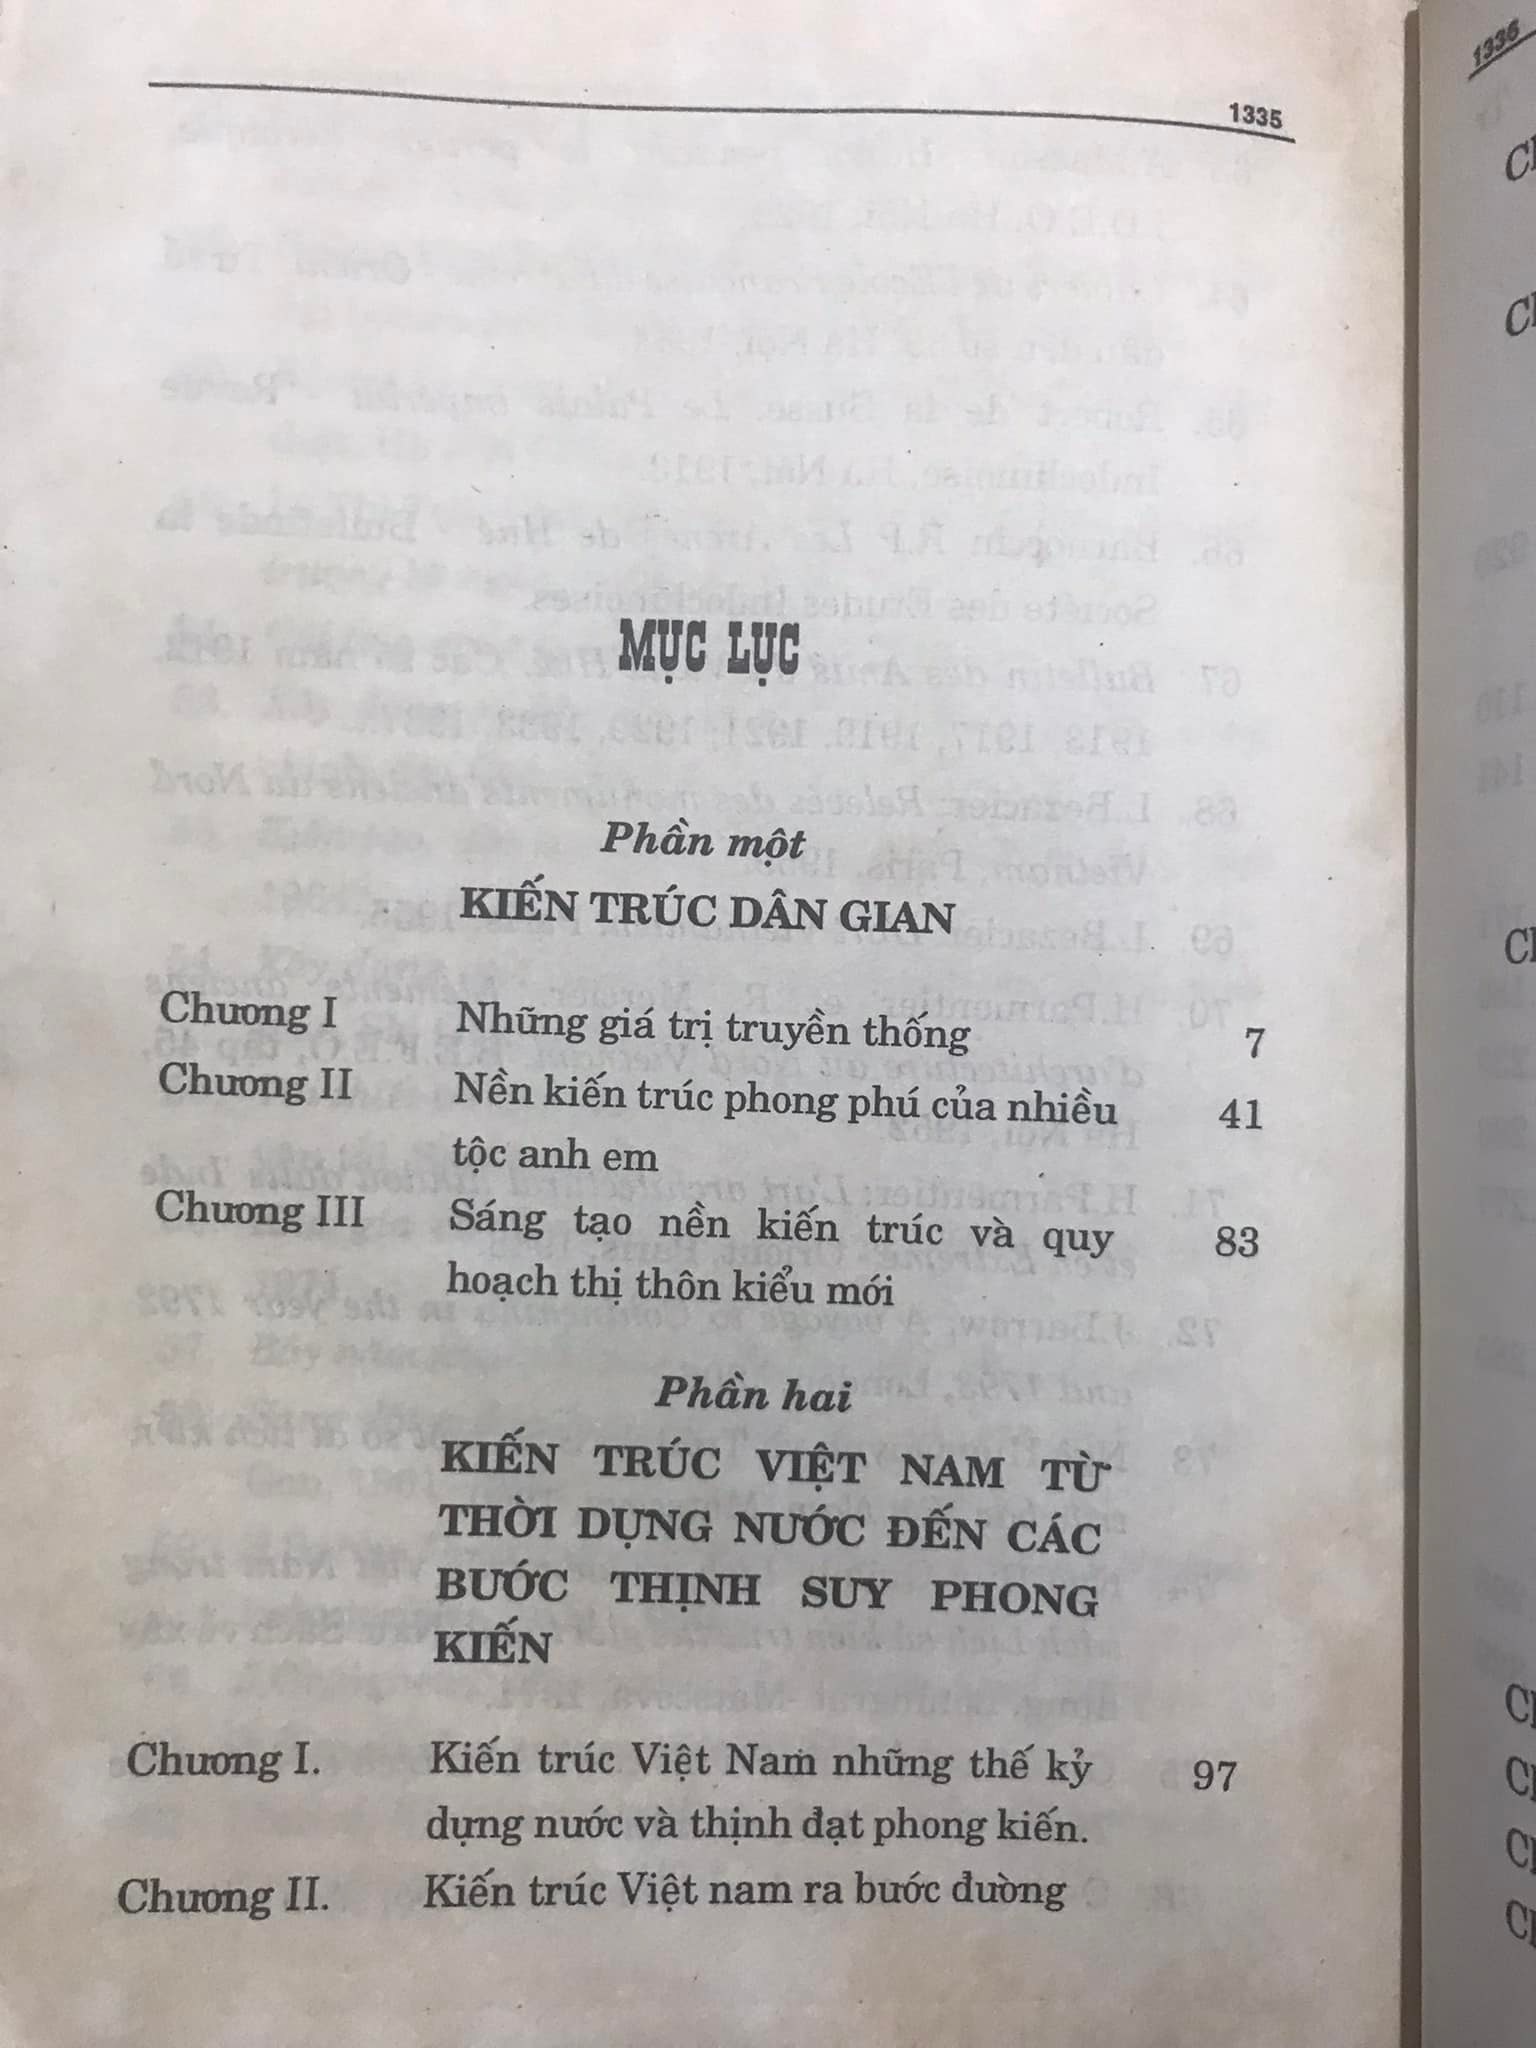 1335
MỤC LỤC
Phần một
KIẾN TRÚC DÂN GIAN
Chương I Những giá trị truyền thống 7
Chương II Nền kiến trúc phong phú của nhiều 41
tộc anh em
Chương III Sáng tạo nền kiến trúc và quy 83
hoạch thị thôn kiểu mới
Phần hai
KIẾN TRÚC VIỆT NAM TỪ
THỜI DỰNG NƯỚC ĐẾN CÁC
BƯỚC THỊNH SUY PHONG
KIẾN
Chương I. Kiến trúc Việt Nam những thế kỷ 97
dựng nước và thịnh đạt phong kiến.
Chương II. Kiến trúc Việt nam ra bước đường
1336